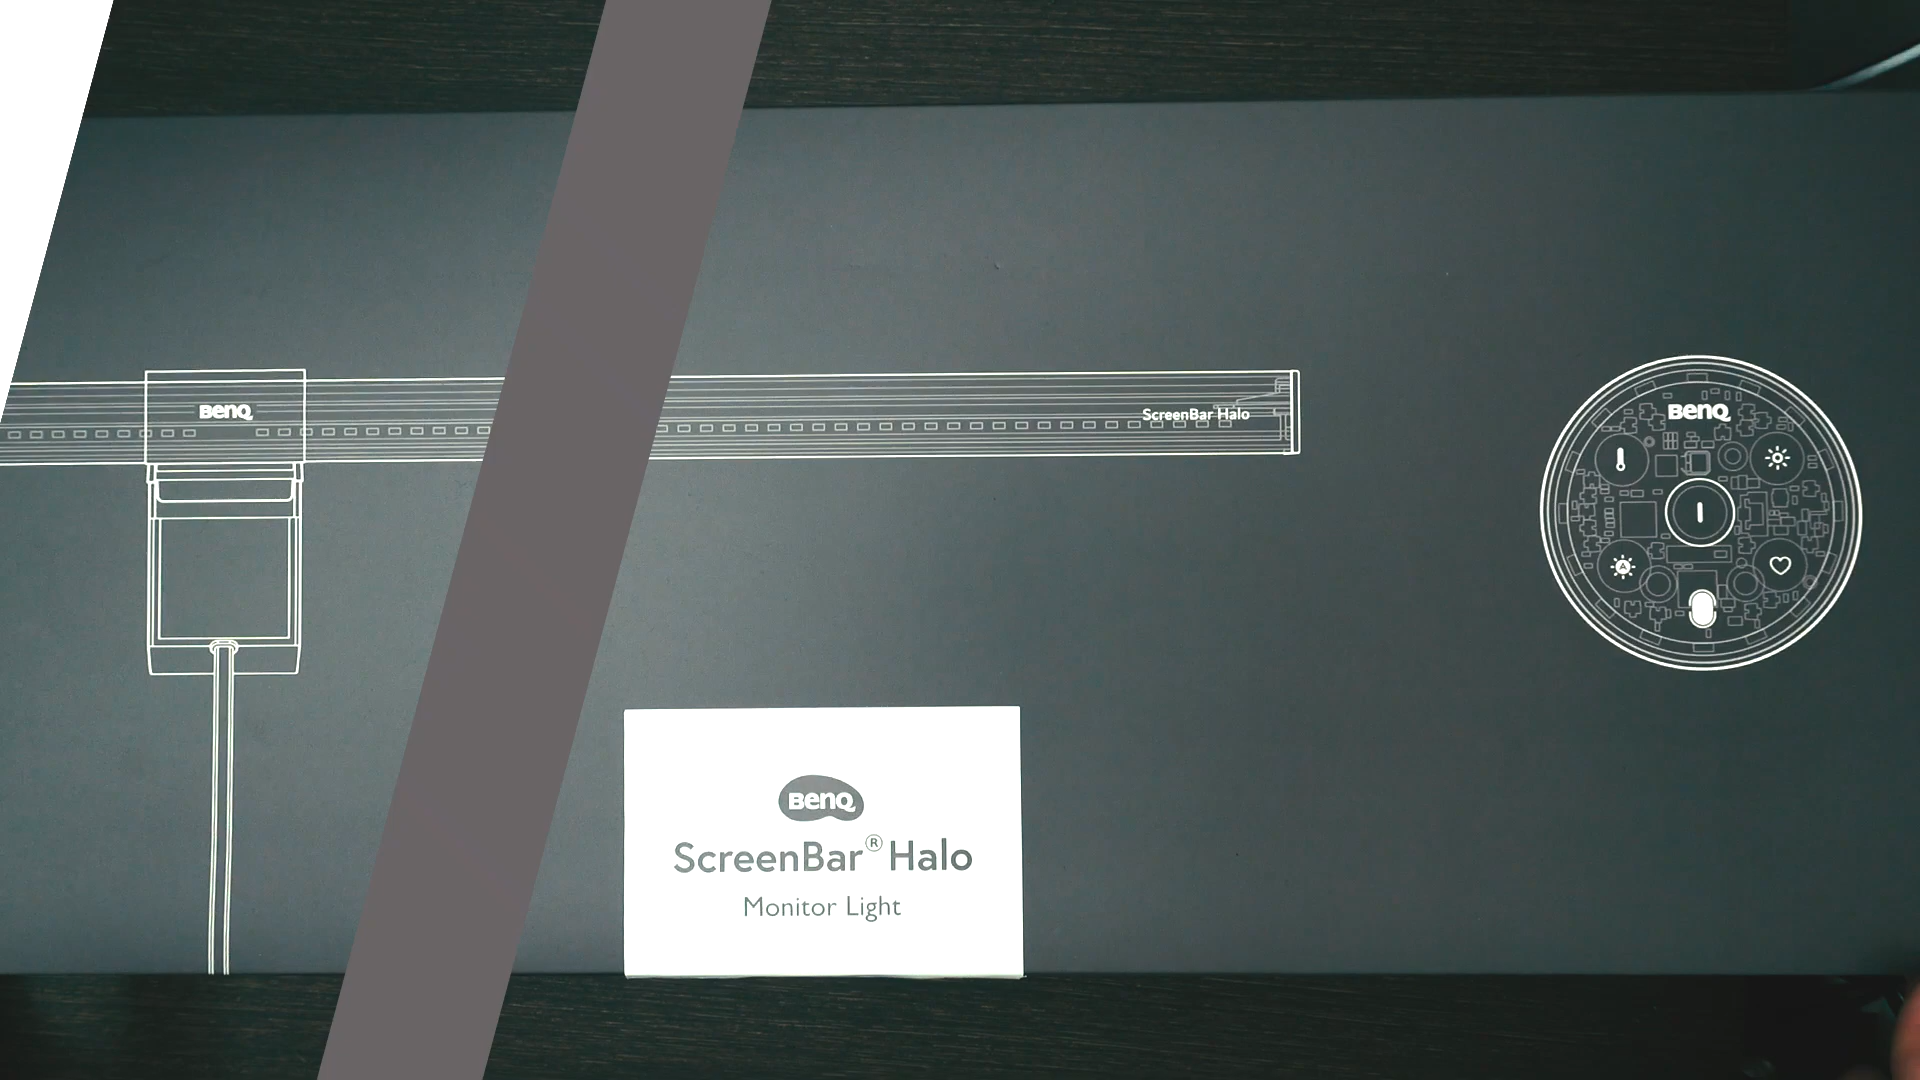 BenQ
ScreenBar Halo
BenQ
BenQ
ScreenBar® Halo
Monitor Light